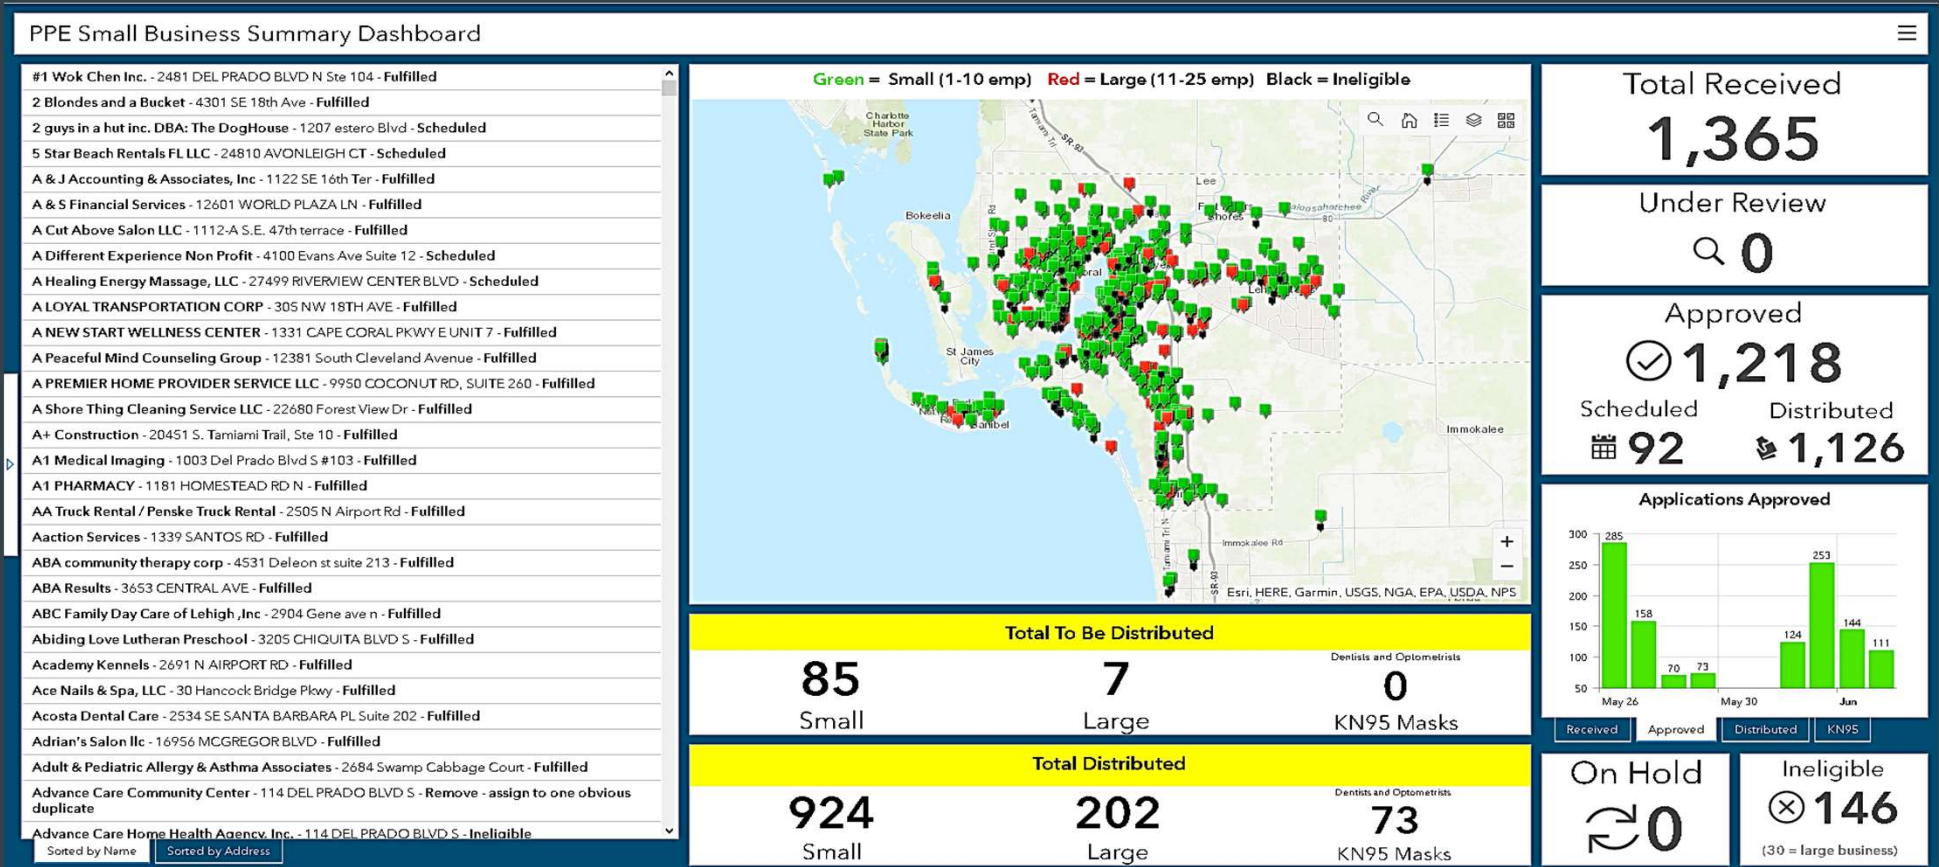 PPE Small Business Summary Dashboard
#1 Wok Chen Inc. - 2481 DEL PRADO BLVD N Ste 104 - Fulfilled
2 Blondes and a Bucket - 4301 SE 18th Ave - Fulfilled
2 guys in a hut inc. DBA: The DogHouse - 1207 estero Blvd - Scheduled
5 Star Beach Rentals FL LLC - 24810 AVONLEIGH CT - Scheduled
A & J Accounting & Associates, Inc - 1122 SE 16th Ter - Fulfilled
A & S Financial Services - 12601 WORLD PLAZA LN - Fulfilled
A Cut Above Salon LLC - 1112-A S.E. 47th terrace - Fulfilled
A Different Experience Non Profit - 4100 Evans Ave Suite 12 - Scheduled
A Healing Energy Massage, LLC - 27499 RIVERVIEW CENTER BLVD - Scheduled
A LOYAL TRANSPORTATION CORP - 305 NW 18TH AVE - Fulfilled
A NEW START WELLNESS CENTER - 1331 CAPE CORAL PKWY E UNIT 7 - Fulfilled
A Peaceful Mind Counseling Group - 12381 South Cleveland Avenue - Fulfilled
A PREMIER HOME PROVIDER SERVICE LLC - 9950 COCONUT RD, SUITE 260 - Fulfilled
A Shore Thing Cleaning Service LLC - 22680 Forest View Dr - Fulfilled
A+ Construction - 20451 S. Tamiami Trail, Ste 10 - Fulfilled
A1 Medical Imaging - 1003 Del Prado Blvd S #103 - Fulfilled
A1 PHARMACY - 1181 HOMESTEAD RD N - Fulfilled
AA Truck Rental / Penske Truck Rental - 2505 N Airport Rd - Fulfilled
Aaction Services - 1339 SANTOS RD - Fulfilled
ABA community therapy corp - 4531 Deleon st suite 213 - Fulfilled
ABA Results - 3653 CENTRAL AVE - Fulfilled
ABC Family Day Care of Lehigh ,Inc - 2904 Gene ave n - Fulfilled
Abiding Love Lutheran Preschool - 3205 CHIQUITA BLVD S - Fulfilled
Academy Kennels - 2691 N AIRPORT RD - Fulfilled
Ace Nails & Spa, LLC - 30 Hancock Bridge Pkwy - Fulfilled
Acosta Dental Care - 2534 SE SANTA BARBARA PL Suite 202 - Fulfilled
Adrian's Salon llc - 16956 MCGREGOR BLVD - Fulfilled
Adult & Pediatric Allergy & Asthma Associates - 2684 Swamp Cabbage Court - Fulfilled
Advance Care Community Center - 114 DEL PRADO BLVD S - Remove - assign to one obvious
duplicate
Advance Care Home Health Agency, Inc. - 114 DEL PRADO BLVD S - Ineligible
Sorted by Name
Sorted by Address
Green = Small (1-10 emp) Red = Large (11-25 emp) Black = Ineligible
Charlotte
Harbor
State Park
Tamiami Trl
SR-93
Lee
Shores
80
River
Bokeelia
St James
City
Sanibel
Immokalee
Immokalee Rd
Tamiami Trl N
SR-93
Esri, HERE, Garmin, USGS, NGA, EPA, USDA, NPS
Total To Be Distributed
85
Small
7
Large
Dentists and Optometrists
0
KN95 Masks
Total Distributed
924
Small
202
Large
Dentists and Optometrists
73
KN95 Masks
Total Received
1,365
Under Review
0
Approved
1,218
Scheduled
92
Distributed
1,126
Applications Approved
300
250
200
150
100
50
285
158
70
73
124
253
144
111
May 26
May 30
Jun
Received
Approved
Distributed
KN95
On Hold
0
Ineligible
146
(30 = large business)